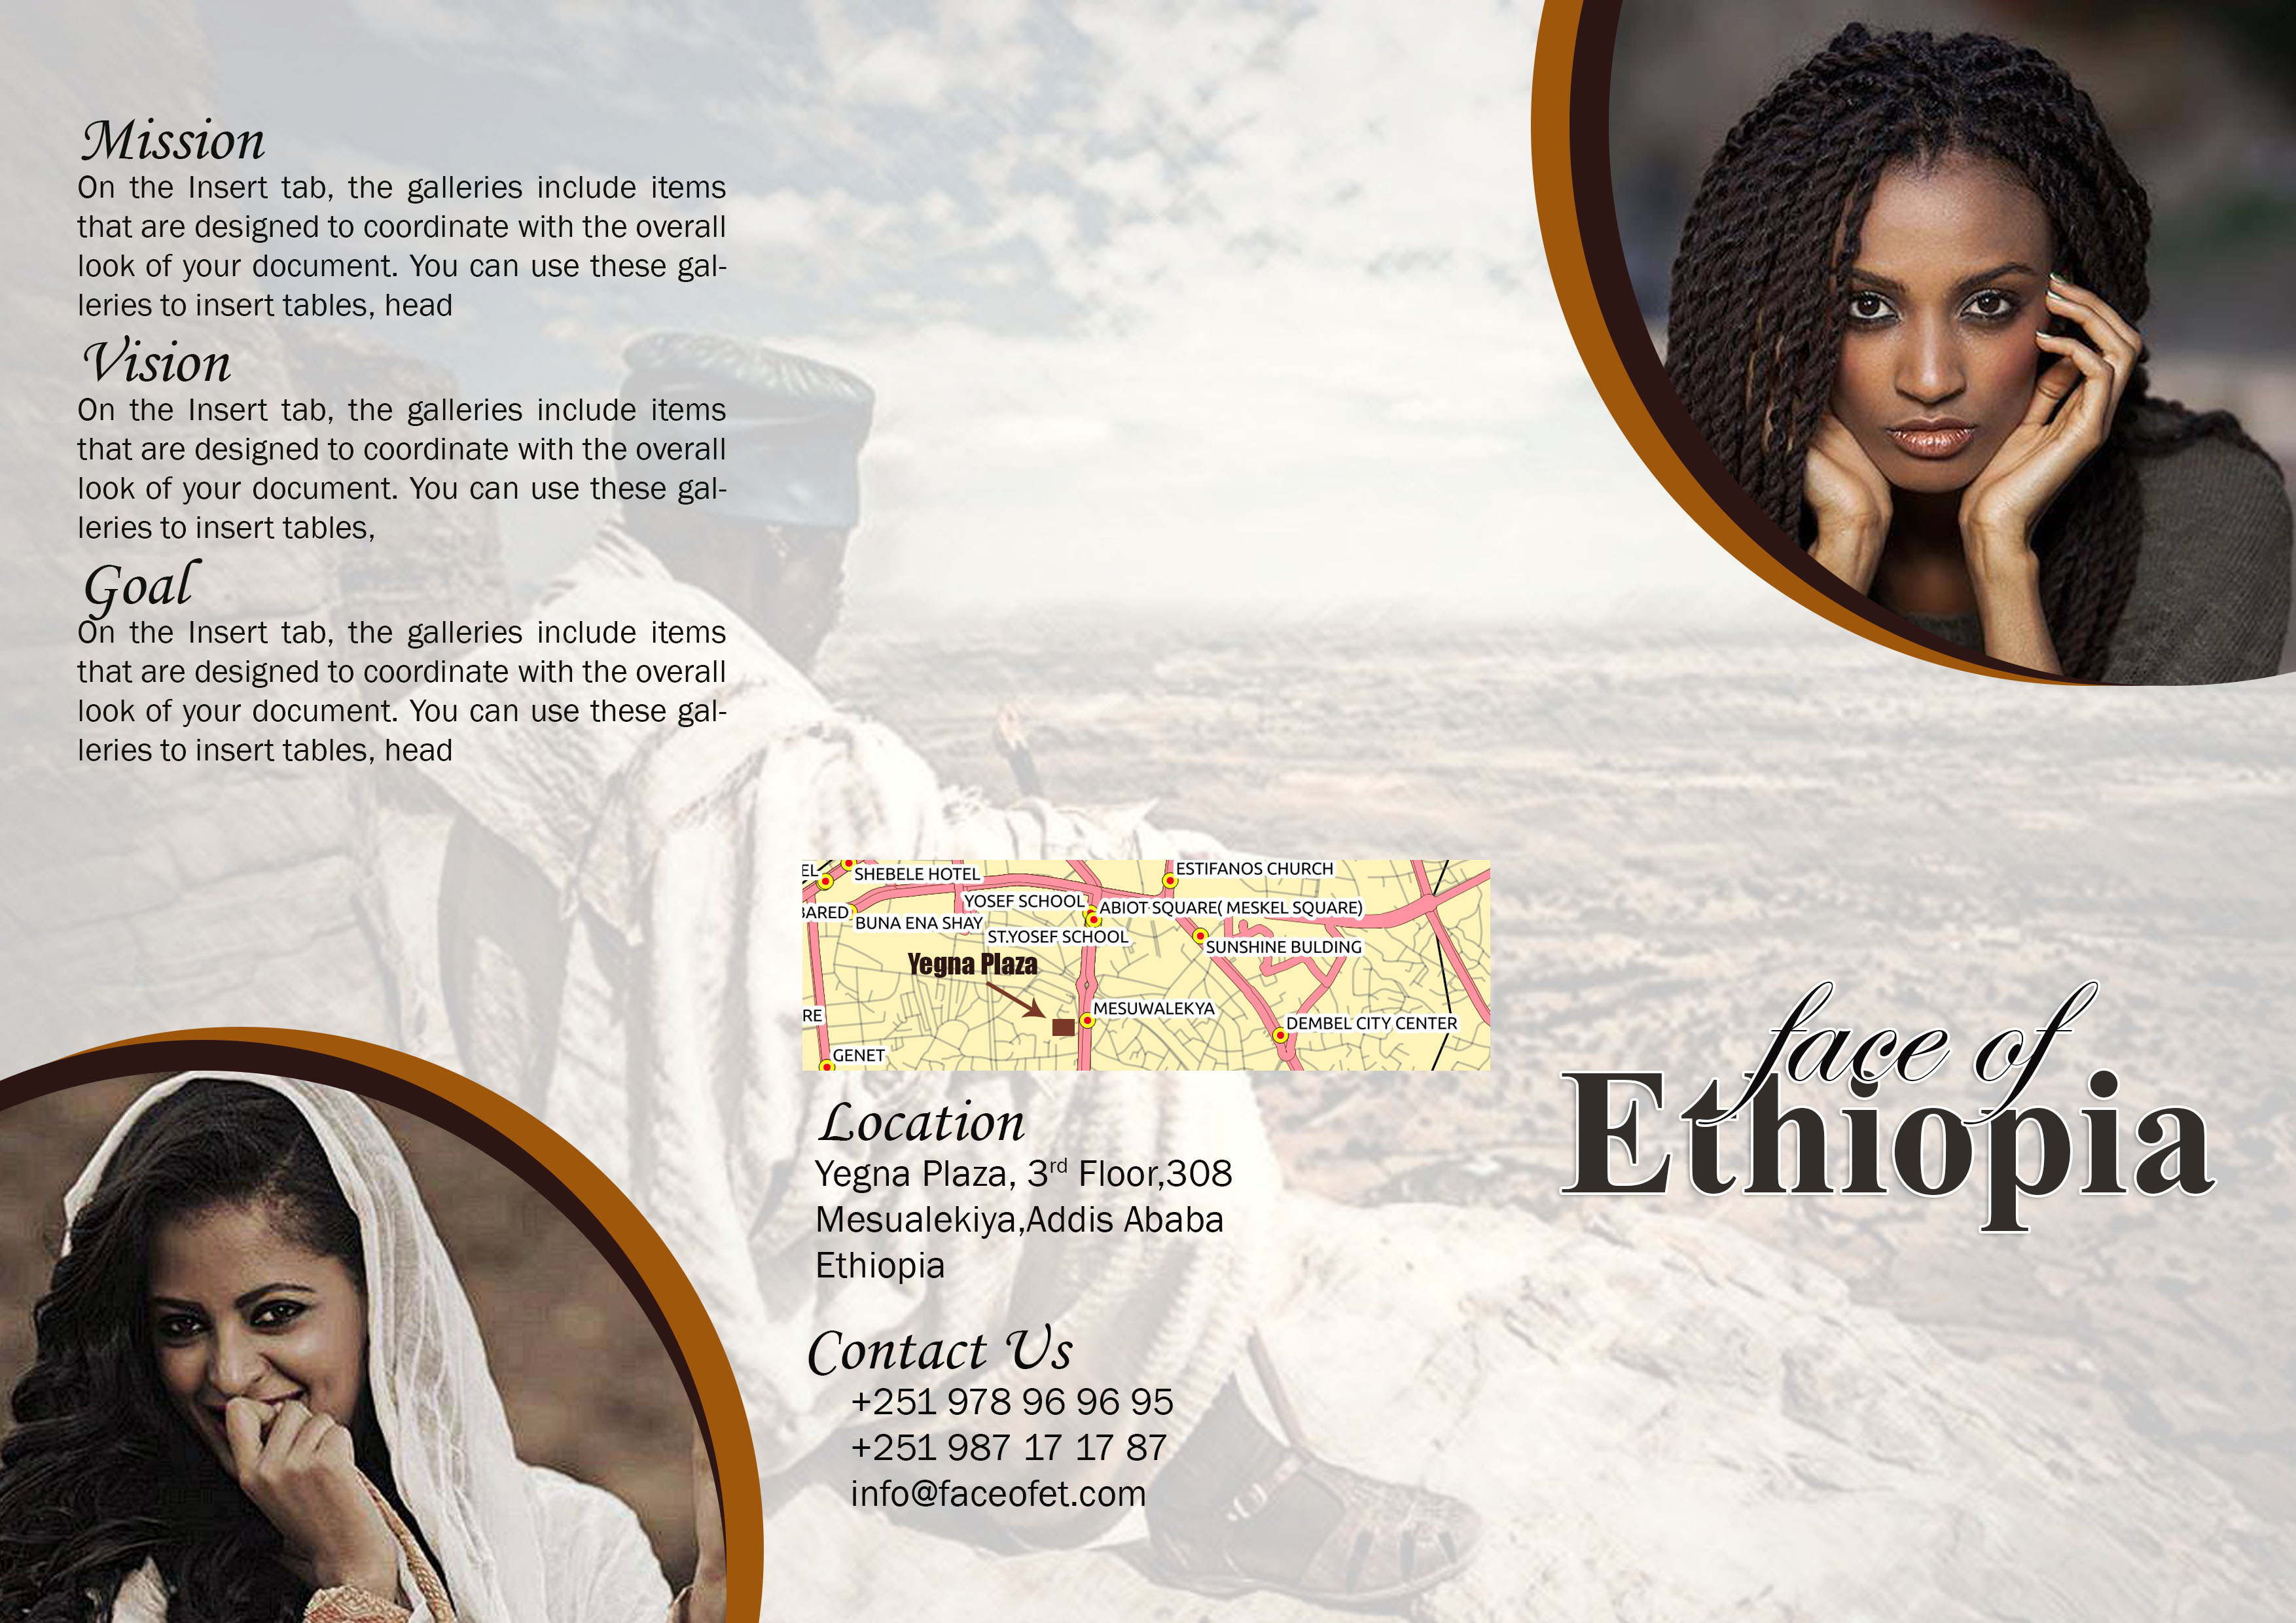 Mission
On the Insert tab, the galleries include items
that are designed to coordinate with the overall
look of your document. You can use these gal-
leries to insert tables, head
Vision
On the Insert tab, the galleries include items
that are designed to coordinate with the overall
look of your document. You can use these gal-
leries to insert tables,
Goal
On the Insert tab, the galleries include items
that are designed to coordinate with the overall
look of your document. You can use these gal-
leries to insert tables, head
EL
SHEBELE HOTEL
ESTIFANOS CHURCH
YOSEF SCHOOL
ABIOT SQUARE( MESKEL SQUARE)
BARED
BUNA ENA SHAY
ST.YOSEF SCHOOL
SUNSHINE BULDING
Yegna Plaza
MESUWALEKYA
RE
DEMBEL CITY CENTER
GENET
Location
Yegna Plaza, 3rd Floor,308
Mesualekiya,Addis Ababa
Ethiopia
Contact Us
+251 978 96 96 95
+251 987 17 17 87
info@faceofet.com
face of
Ethiopia